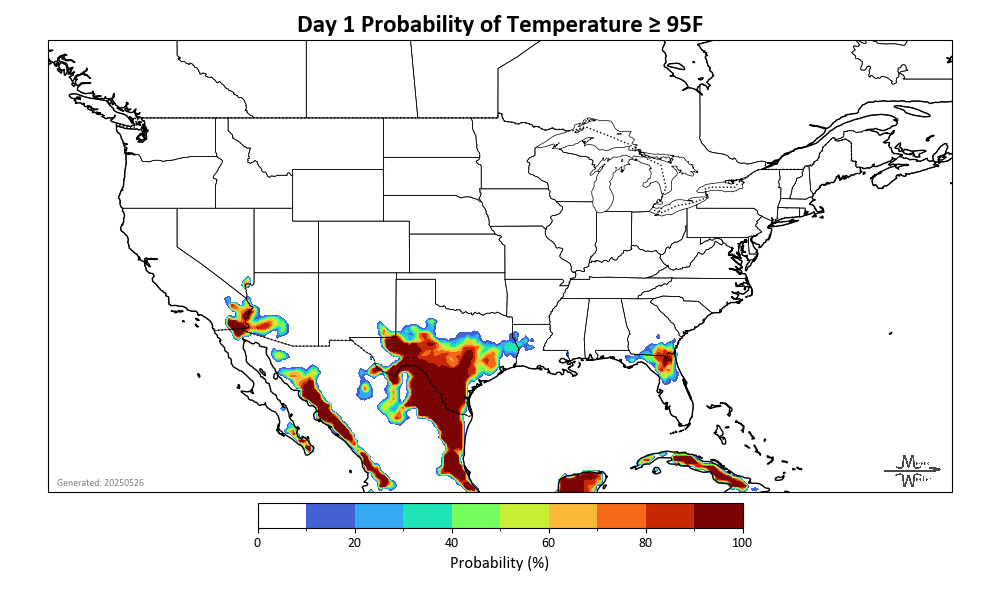 Day 1 Probability of Temperature ≥ 95F
Generated: 20250526
0 20 40 60 80 100
Probability (%)